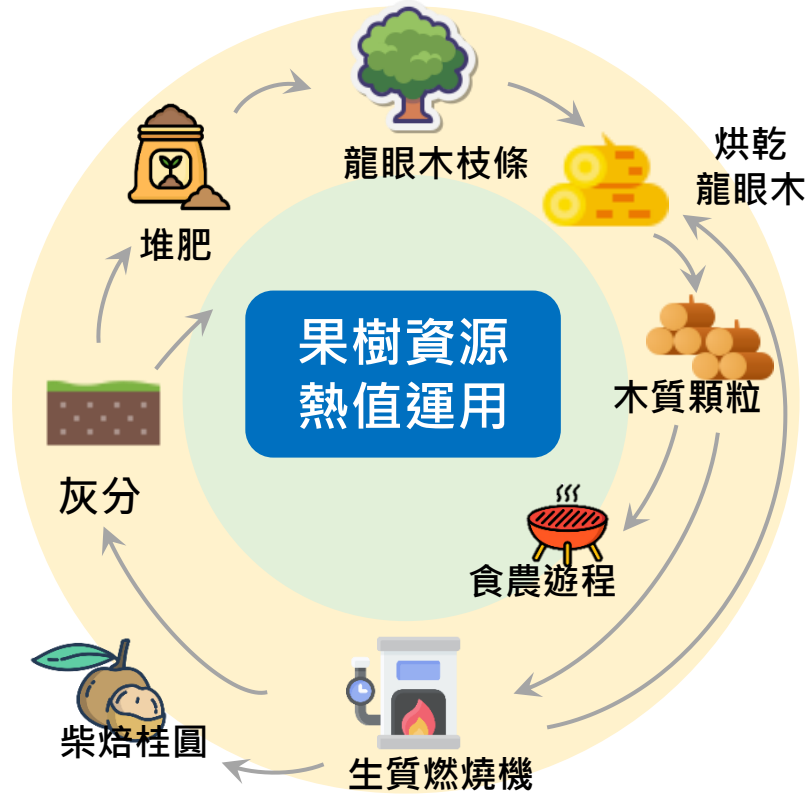 龍眼木枝條
烘乾
龍眼木
堆肥
果樹資源
熱值運用
木質顆粒
灰分
食農遊程
柴焙桂圓
生質燃燒機